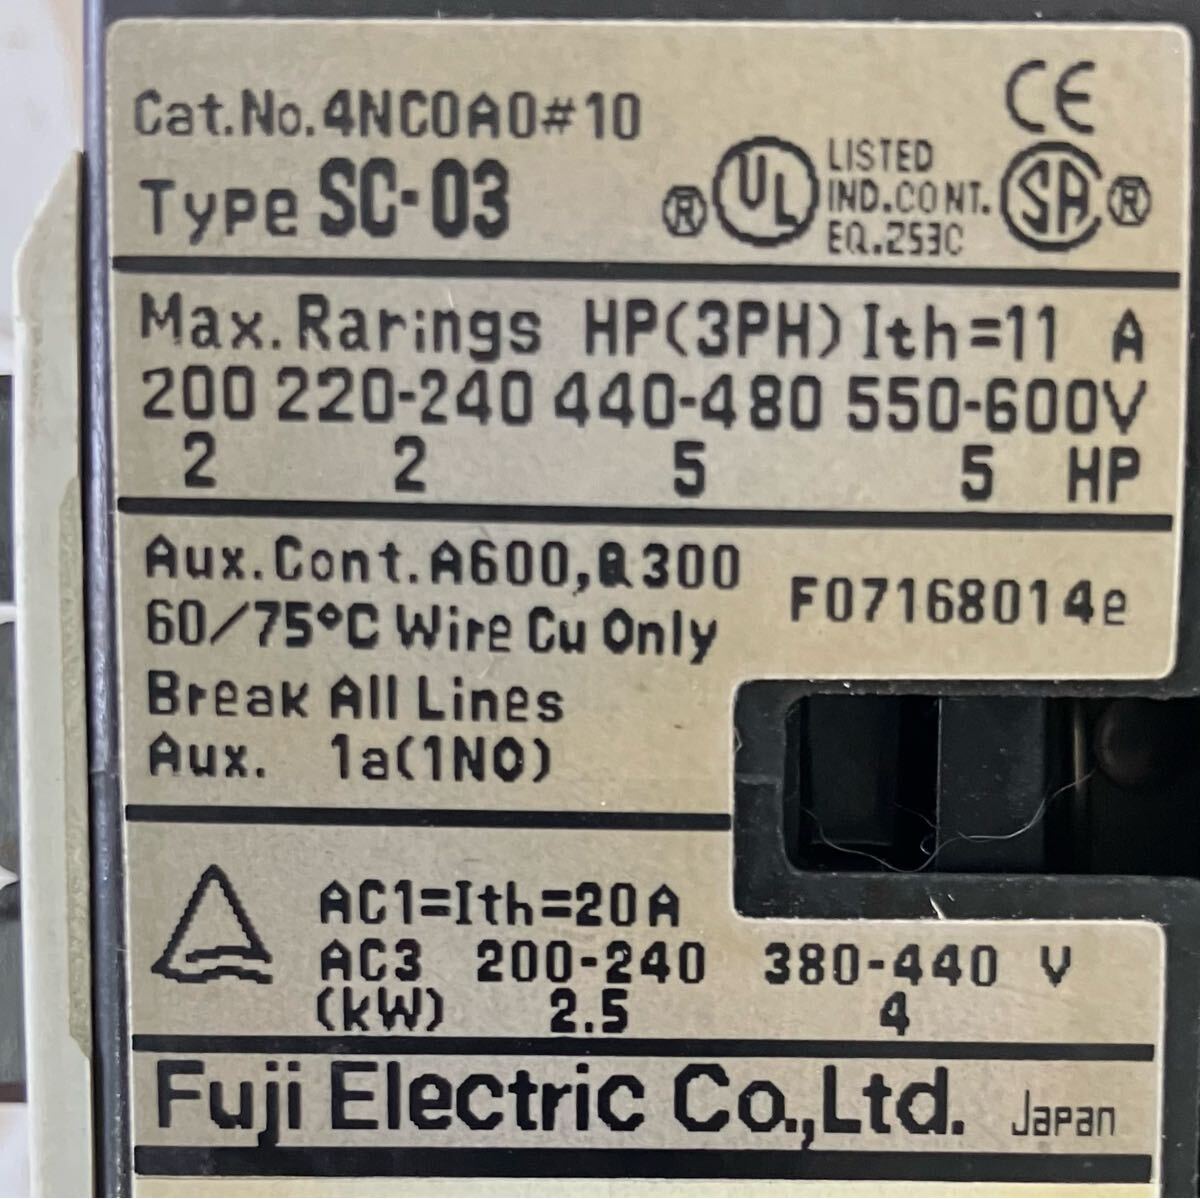 CE
Cat.No.4NC0A0#10
Type SC-03
® UL LISTED
IND.CONT.
EQ.253C
SA ®
Max.Rarings HP(3PH) Ith=11 A
200 220-240 440-480 550-600V
2 2 5 5 HP
Aux.Cont.A600,Q300
60/75°C Wire Cu Only
F07168014e
Break All Lines
Aux. 1a(1NO)
AC1=Ith=20A
AC3 200-240 380-440 V
(kW) 2.5 4
Fuji Electric Co.,Ltd. Japan